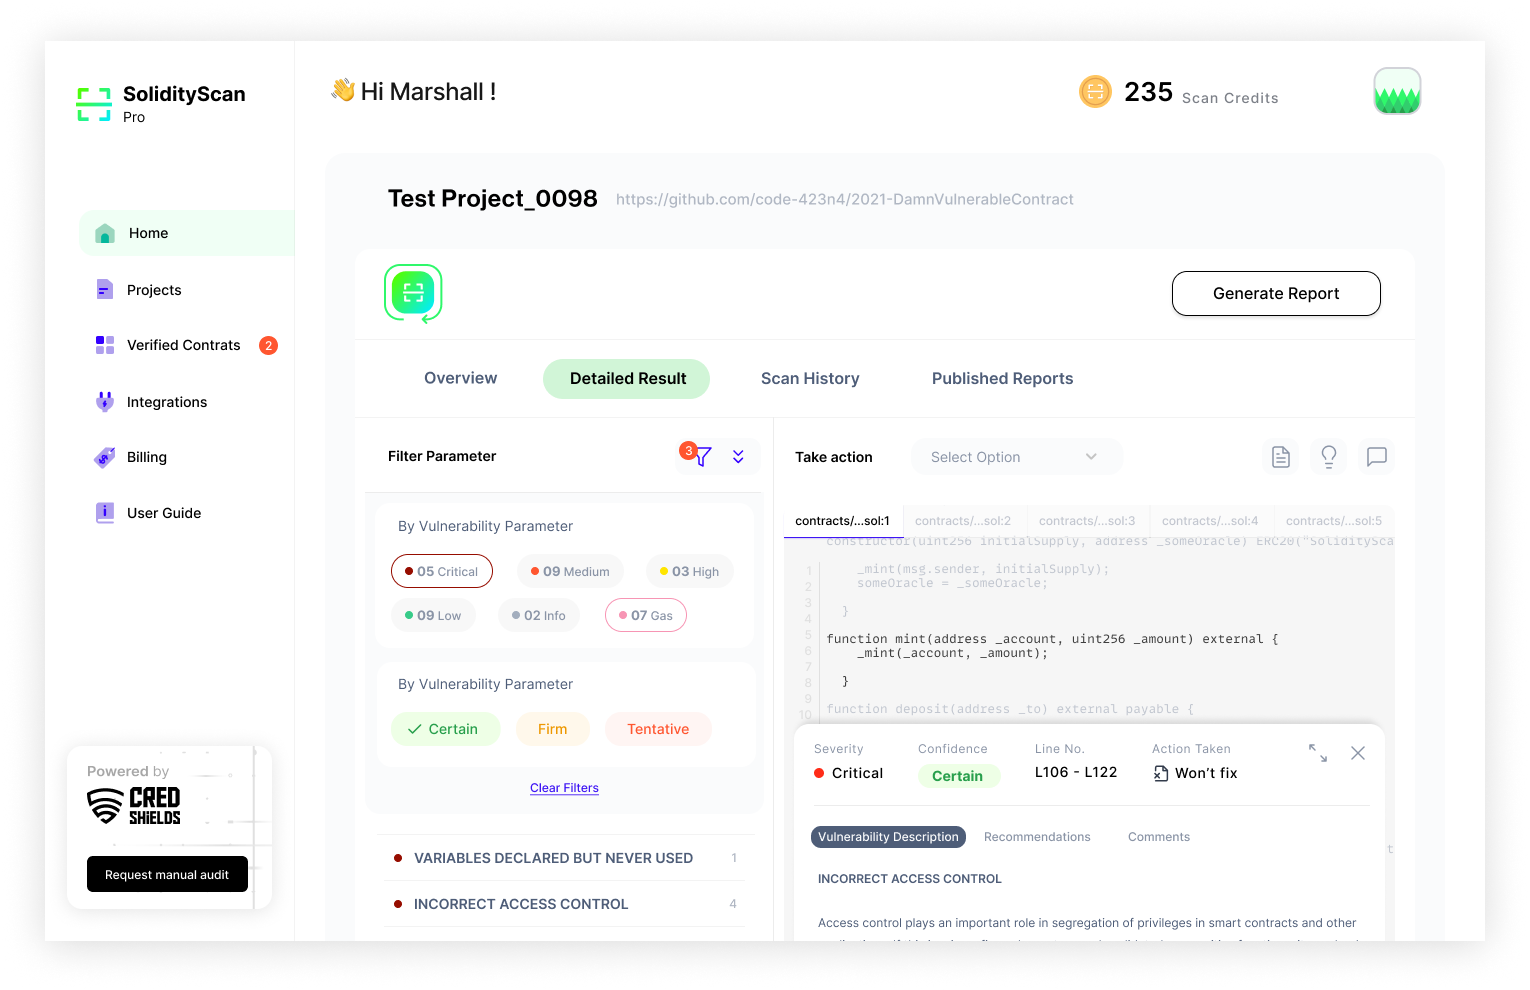 SolidityScan
Pro
👋 Hi Marshall !
235 Scan Credits
Home
Projects
Verified Contrats 2
Integrations
Billing
User Guide
Powered by
CRED
SHiELDS
Request manual audit
Test Project_0098 https://github.com/code-423n4/2021-DamnVulnerableContract
Generate Report
Overview Detailed Result Scan History Published Reports
Filter Parameter 3
By Vulnerability Parameter
05 Critical 09 Medium 03 High
09 Low 02 Info 07 Gas
By Vulnerability Parameter
Certain Firm Tentative
Clear Filters
VARIABLES DECLARED BUT NEVER USED 1
INCORRECT ACCESS CONTROL 4
Take action Select Option
contracts/...sol:1 contracts/...sol:2 contracts/...sol:3 contracts/...sol:4 contracts/...sol:5
constructor(uint256 initialSupply, address _someOracle) ERC20("SoliditySca
1
2
3
4
5
6
7
8
9
10
_mint(msg.sender, initialSupply);
someOracle = _someOracle;
}
function mint(address _account, uint256 _amount) external {
_mint(_account, _amount);
}
function deposit(address _to) external payable {
t
Severity Confidence Line No. Action Taken
Critical Certain L106 - L122 Won't fix
Vulnerability Description Recommendations Comments
INCORRECT ACCESS CONTROL
Access control plays an important role in segregation of privileges in smart contracts and other